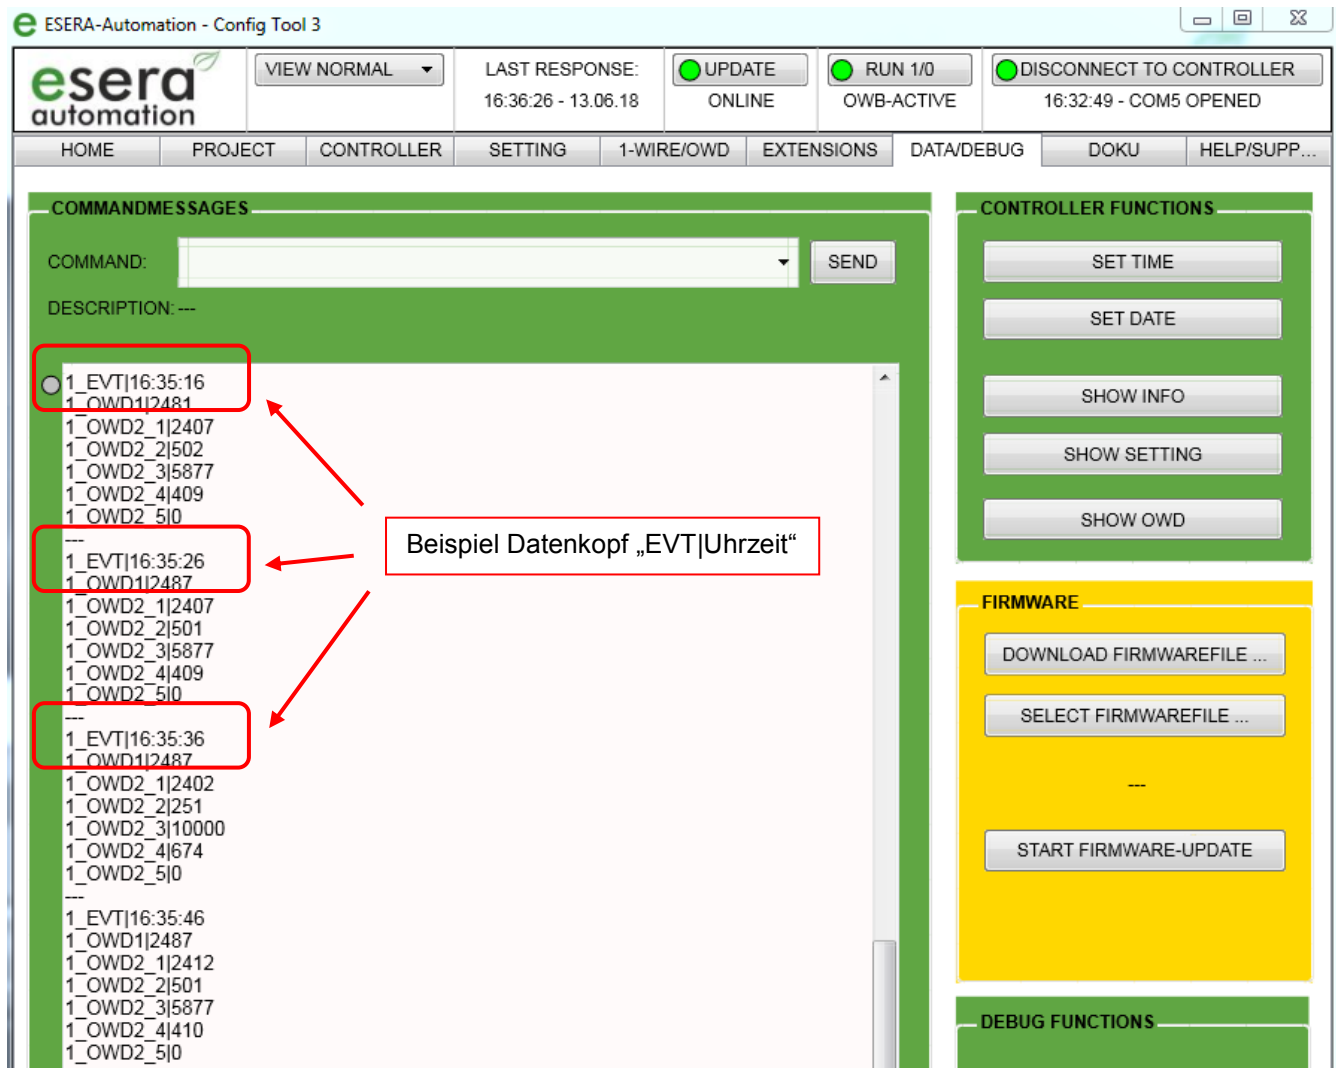 e ESERA-Automation - Config Tool 3
esera
automation
VIEW NORMAL
LAST RESPONSE:
16:36:26 - 13.06.18
UPDATE
ONLINE
RUN 1/0
OWB-ACTIVE
DISCONNECT TO CONTROLLER
16:32:49 - COM5 OPENED
HOME PROJECT CONTROLLER SETTING 1-WIRE/OWD EXTENSIONS DATA/DEBUG DOKU HELP/SUPP...
COMMANDMESSAGES
COMMAND:
SEND
DESCRIPTION: ---
1_EVT|16:35:16
1_OWD1|2481
1_OWD2_1|2407
1_OWD2_2|502
1_OWD2_3|5877
1_OWD2_4|409
1_OWD2_5|0
---
1_EVT|16:35:26
1_OWD1|2487
1_OWD2_1|2407
1_OWD2_2|501
1_OWD2_3|5877
1_OWD2_4|409
1_OWD2_5|0
---
1_EVT|16:35:36
1_OWD1|2487
1_OWD2_1|2402
1_OWD2_2|251
1_OWD2_3|10000
1_OWD2_4|674
1_OWD2_5|0
---
1_EVT|16:35:46
1_OWD1|2487
1_OWD2_1|2412
1_OWD2_2|501
1_OWD2_3|5877
1_OWD2_4|410
1_OWD2_5|0
Beispiel Datenkopf „EVT|Uhrzeit“
CONTROLLER FUNCTIONS
SET TIME
SET DATE
SHOW INFO
SHOW SETTING
SHOW OWD
FIRMWARE
DOWNLOAD FIRMWAREFILE ...
SELECT FIRMWAREFILE ...
---
START FIRMWARE-UPDATE
DEBUG FUNCTIONS